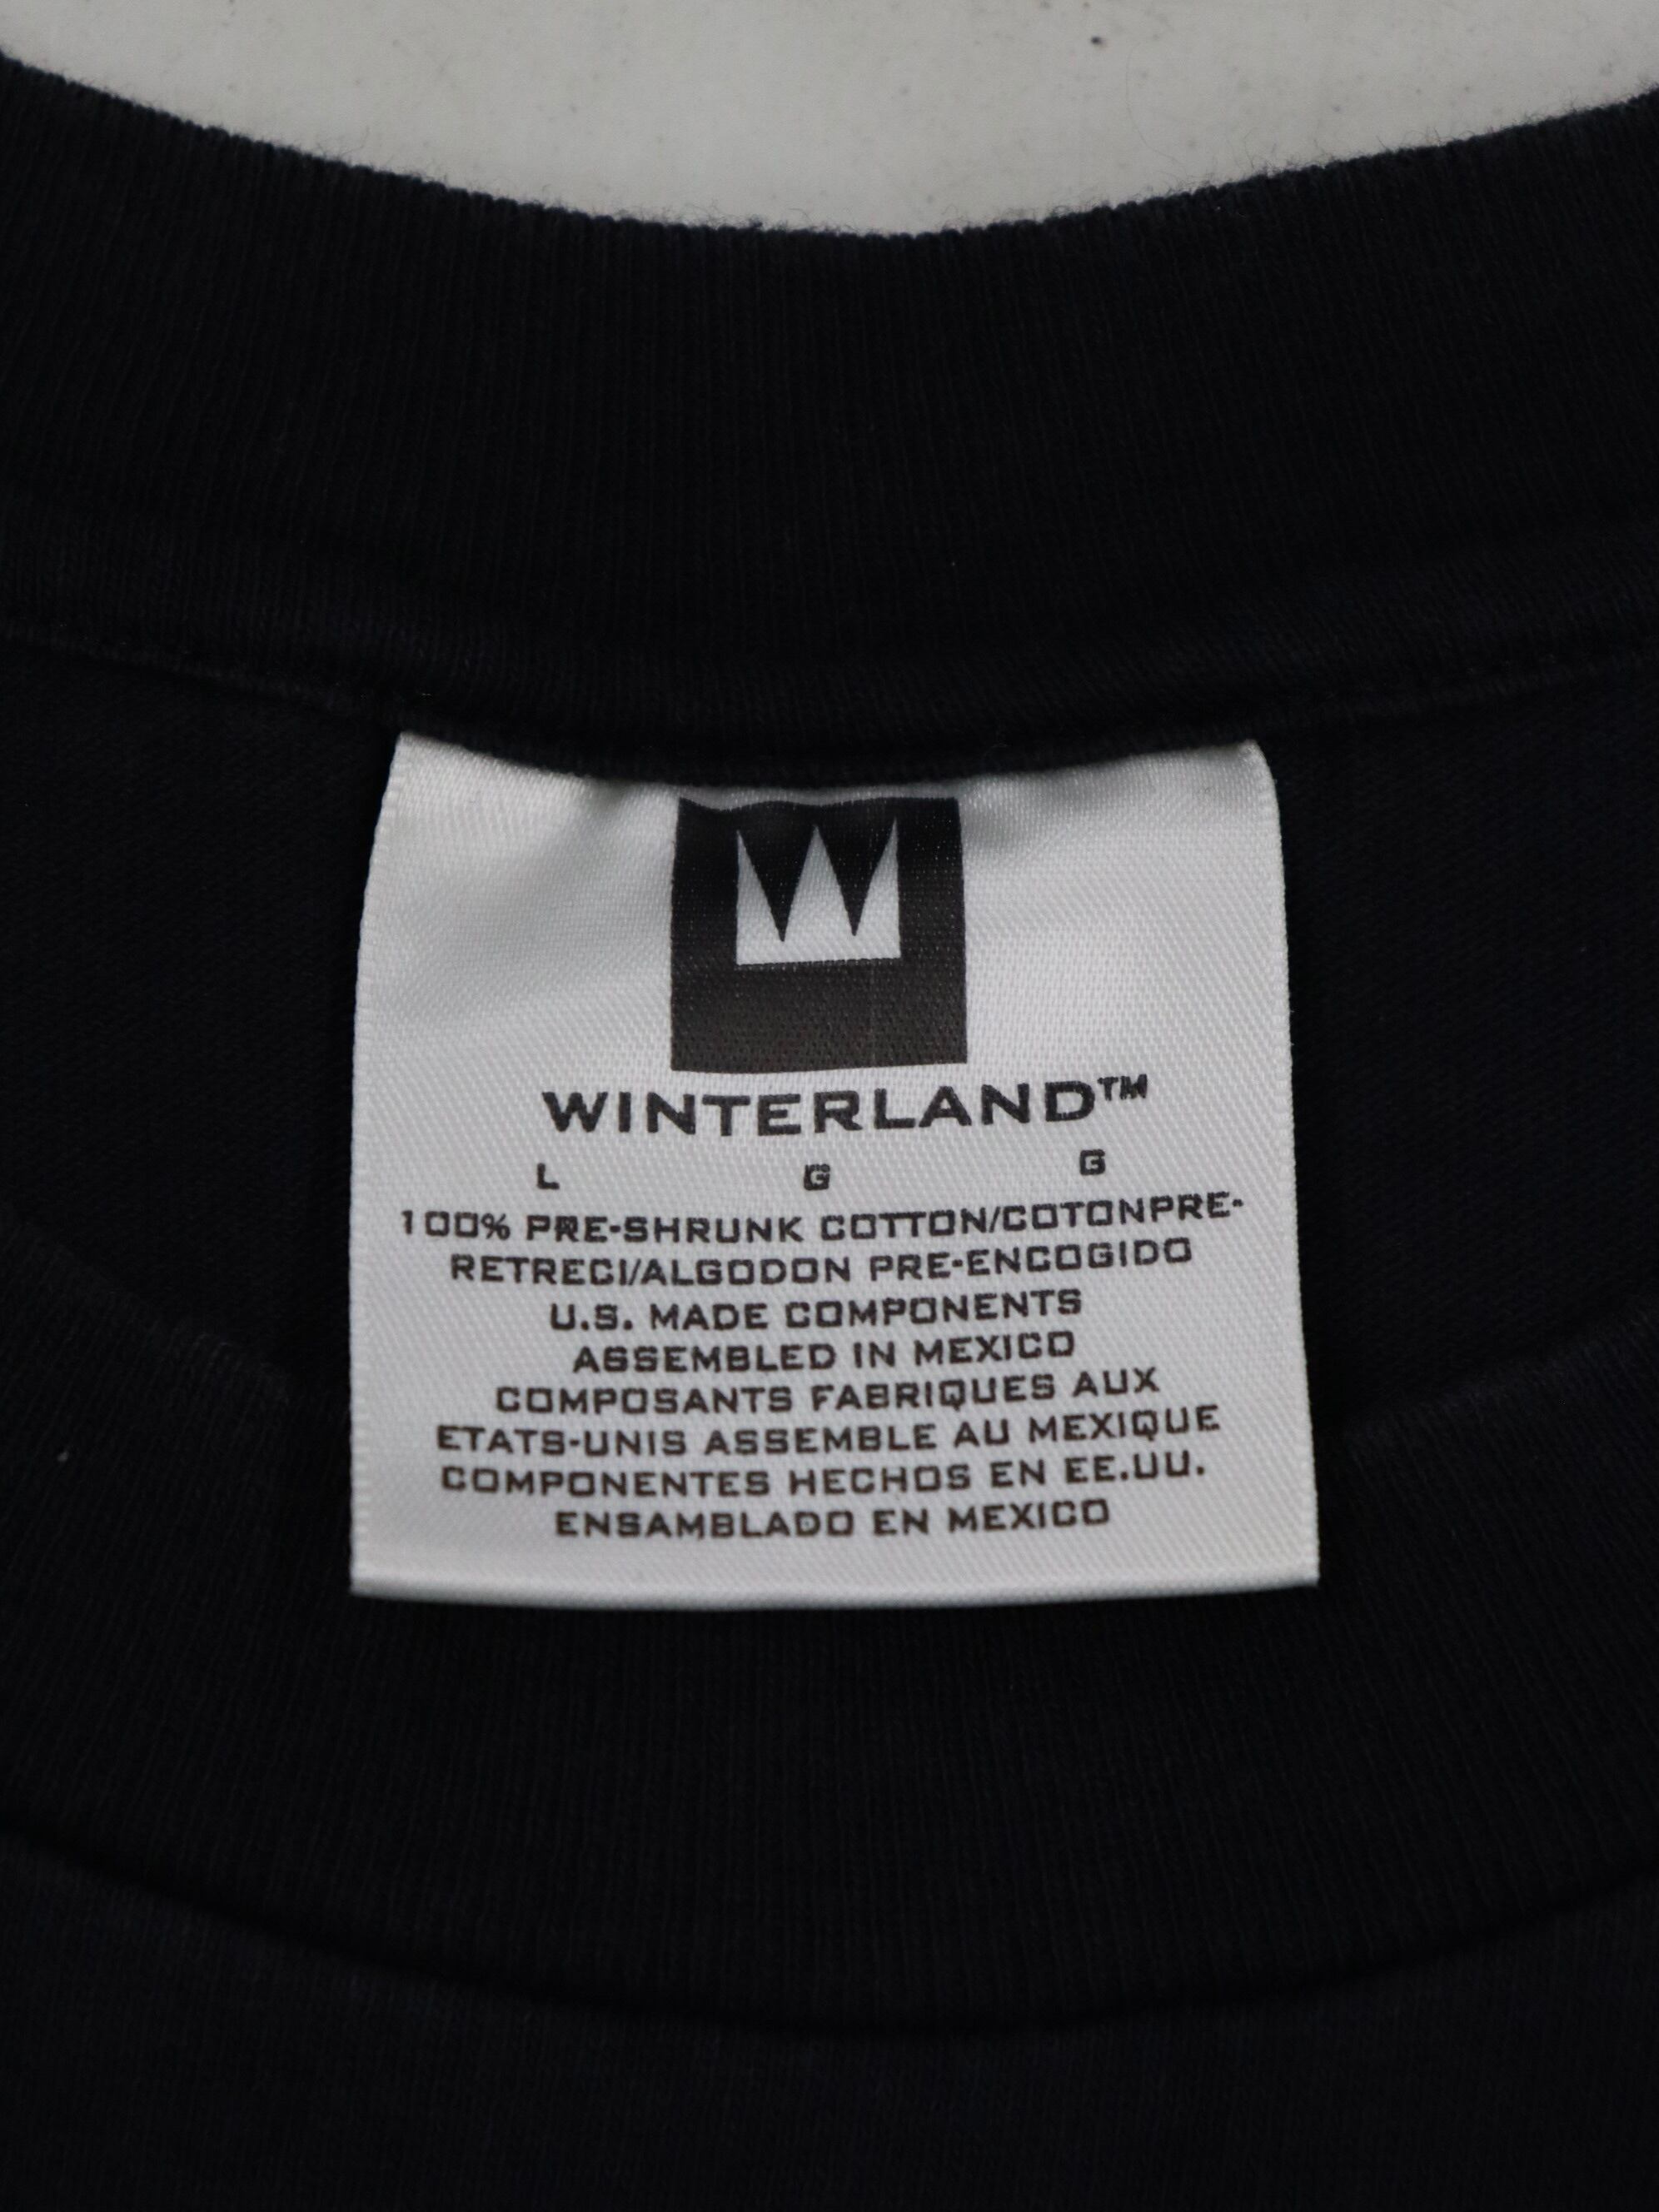 WINTERLAND™
L G G
100% PRE-SHRUNK COTTON/COTONPRE-
RETRECI/ALGODON PRE-ENCOGIDO
U.S. MADE COMPONENTS
ASSEMBLED IN MEXICO
COMPOSANTS FABRIQUES AUX
ETATS-UNIS ASSEMBLE AU MEXIQUE
COMPONENTES HECHOS EN EE.UU.
ENSAMBLADO EN MEXICO